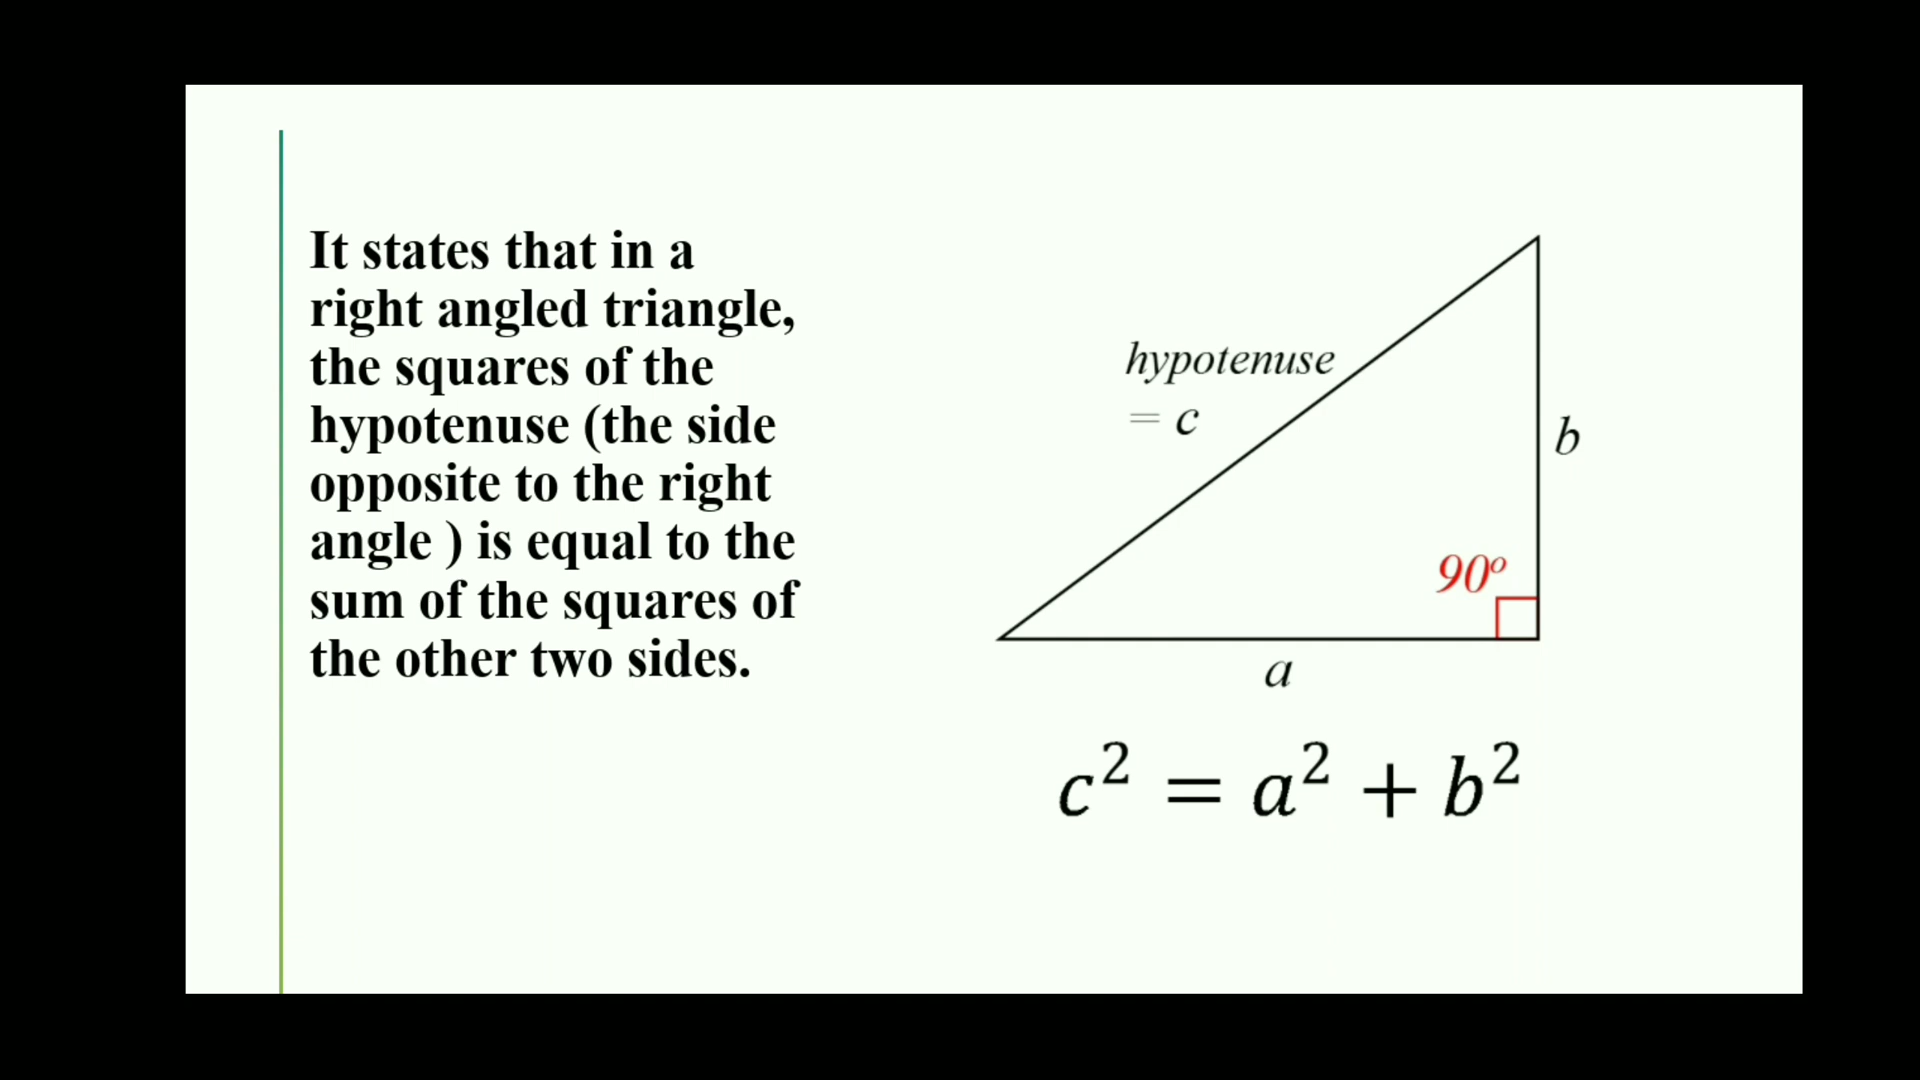 It states that in a
right angled triangle,
the squares of the
hypotenuse (the side
opposite to the right
angle ) is equal to the
sum of the squares of
the other two sides.
hypotenuse
= c
b
90º
a
c² = a² + b²